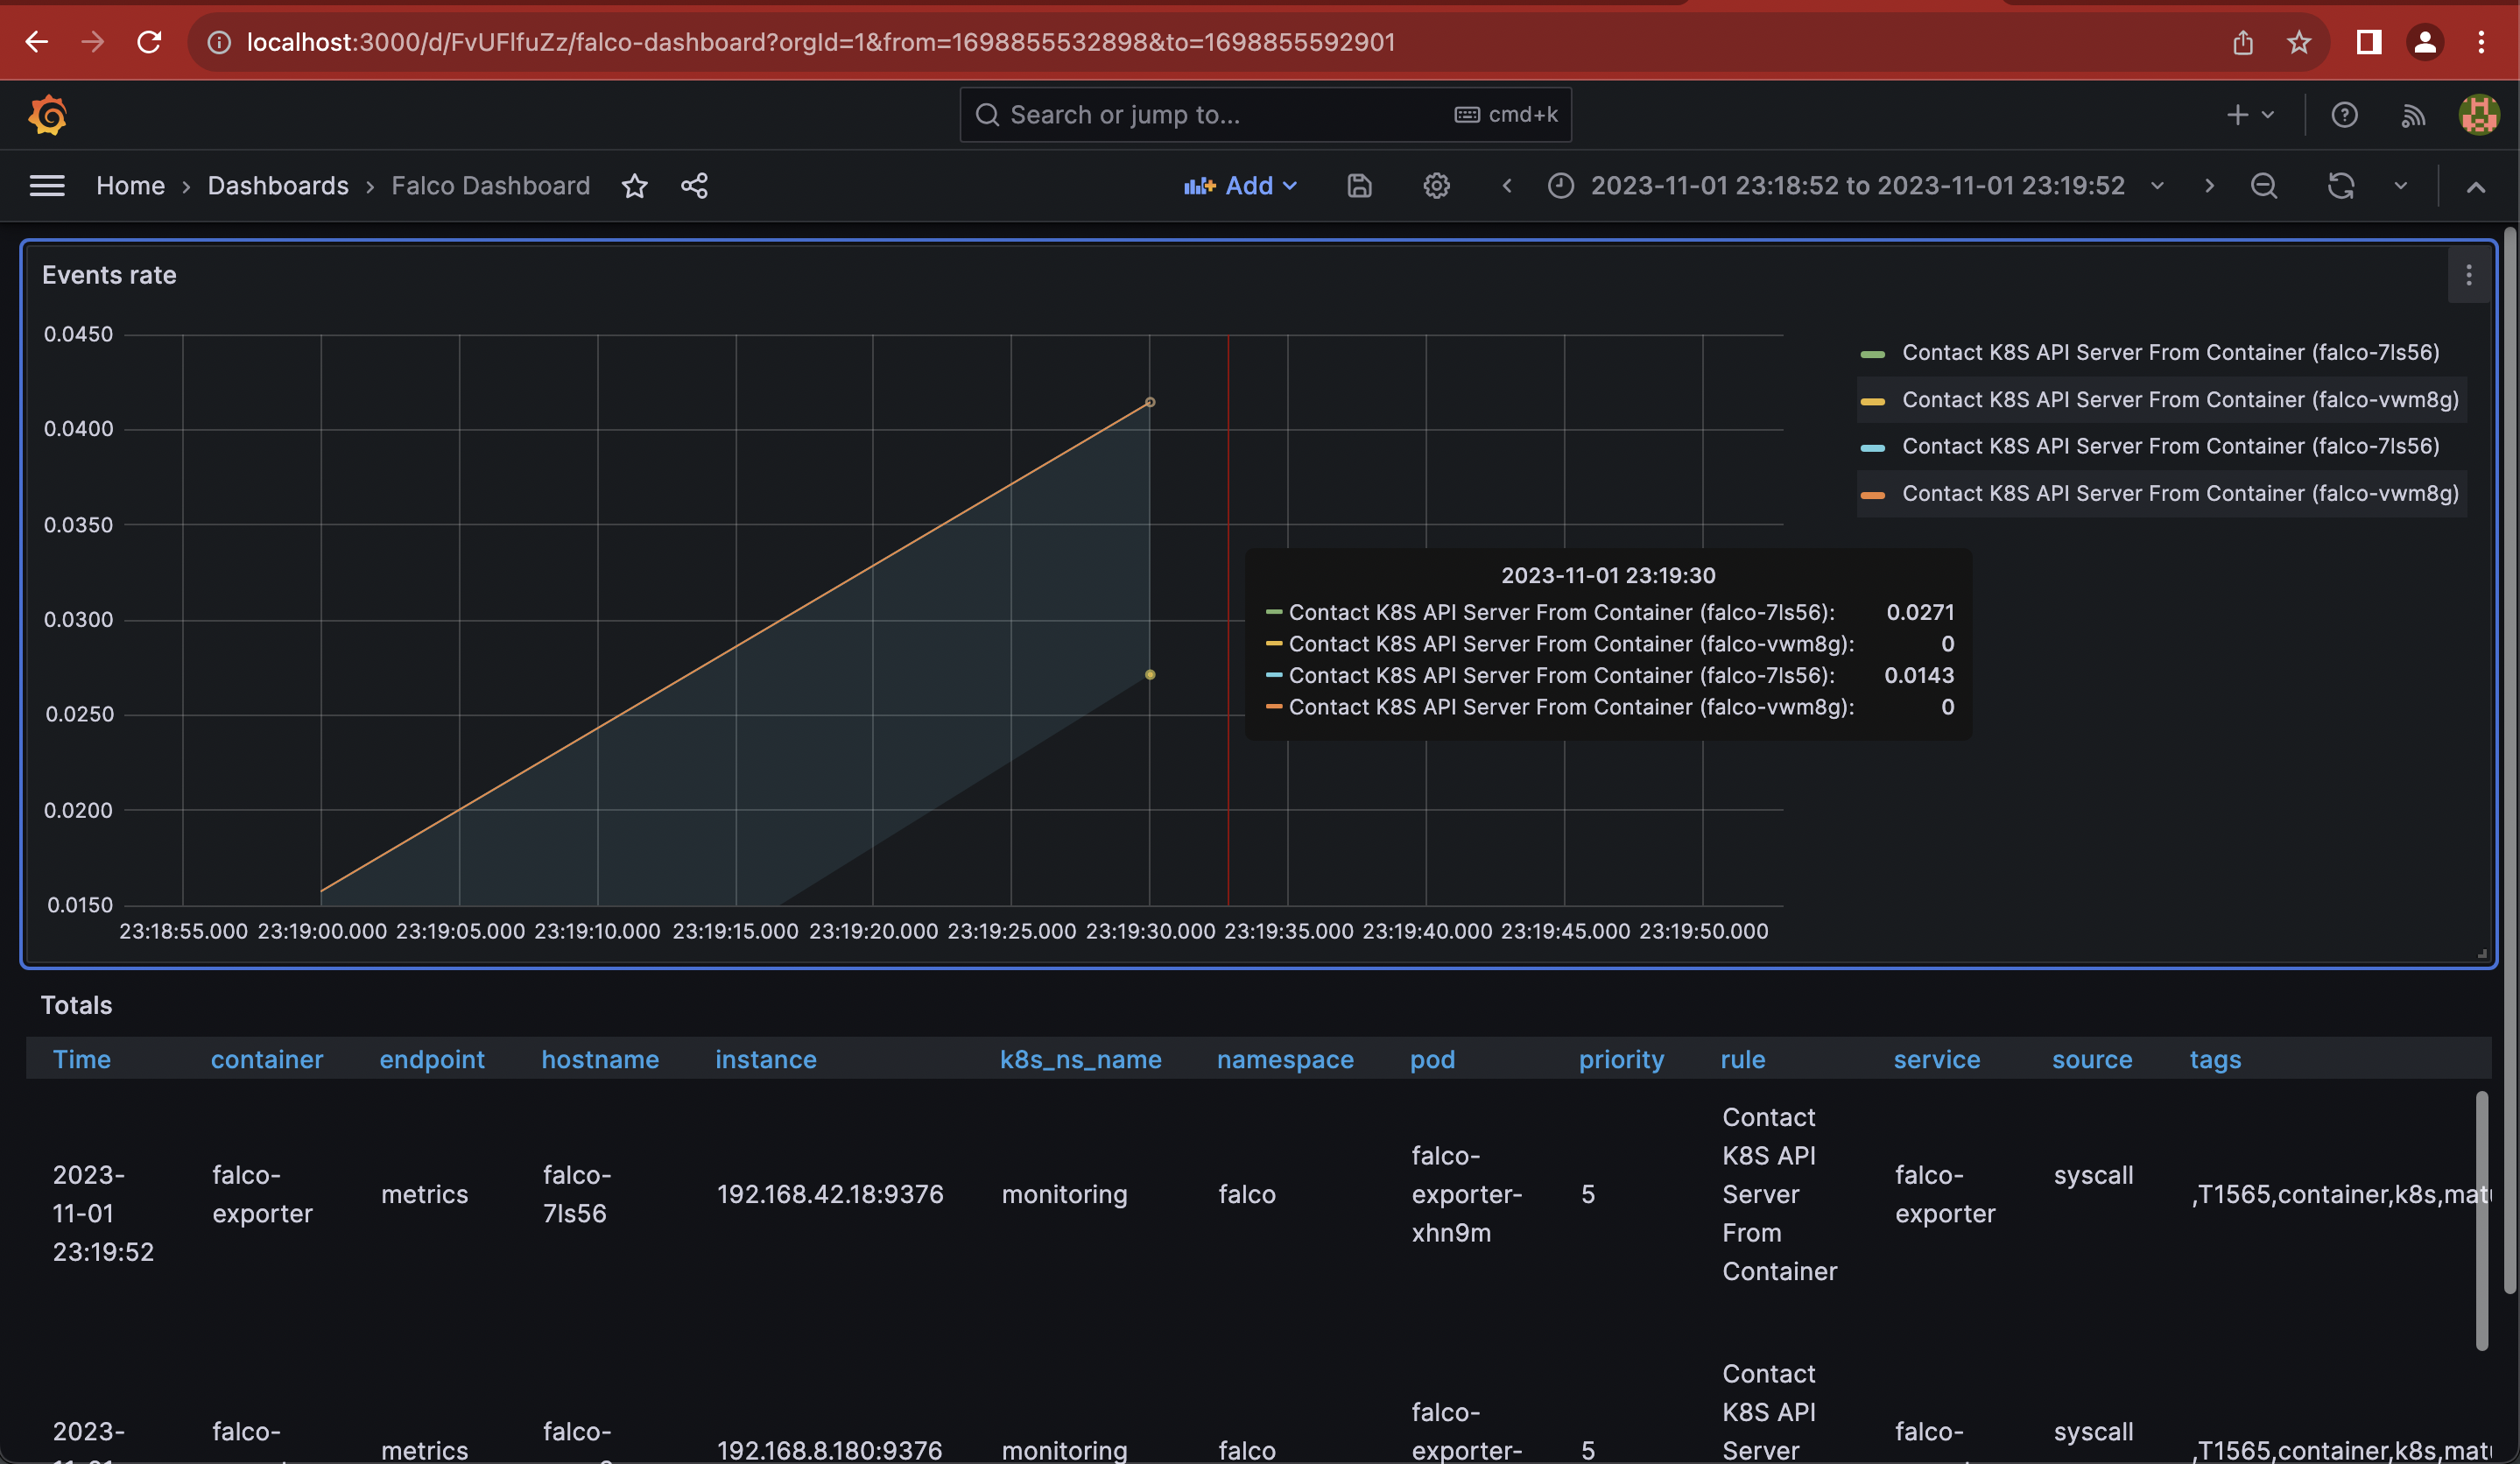 localhost:3000/d/FvUFlfuZz/falco-dashboard?orgId=1&from=1698855532898&to=1698855592901
Search or jump to... cmd+k
Home › Dashboards › Falco Dashboard Add 2023-11-01 23:18:52 to 2023-11-01 23:19:52
Events rate
0.0450
0.0400
0.0350
0.0300
0.0250
0.0200
0.0150
23:18:55.000 23:19:00.000 23:19:05.000 23:19:10.000 23:19:15.000 23:19:20.000 23:19:25.000 23:19:30.000 23:19:35.000 23:19:40.000 23:19:45.000 23:19:50.000
Contact K8S API Server From Container (falco-7ls56)
Contact K8S API Server From Container (falco-vwm8g)
Contact K8S API Server From Container (falco-7ls56)
Contact K8S API Server From Container (falco-vwm8g)
2023-11-01 23:19:30
Contact K8S API Server From Container (falco-7ls56): 0.0271
Contact K8S API Server From Container (falco-vwm8g): 0
Contact K8S API Server From Container (falco-7ls56): 0.0143
Contact K8S API Server From Container (falco-vwm8g): 0
Totals
Time container endpoint hostname instance k8s_ns_name namespace pod priority rule service source tags
2023-
11-01
23:19:52
falco-
exporter
metrics
falco-
7ls56
192.168.42.18:9376
monitoring
falco
falco-
exporter-
xhn9m
5
Contact
K8S API
Server
From
Container
falco-
exporter
syscall
,T1565,container,k8s,mat
2023-
falco-
metrics
falco-
192.168.8.180:9376
monitoring
falco
falco-
exporter-
5
Contact
K8S API
Server
falco-
syscall
,T1565,container,k8s,mat